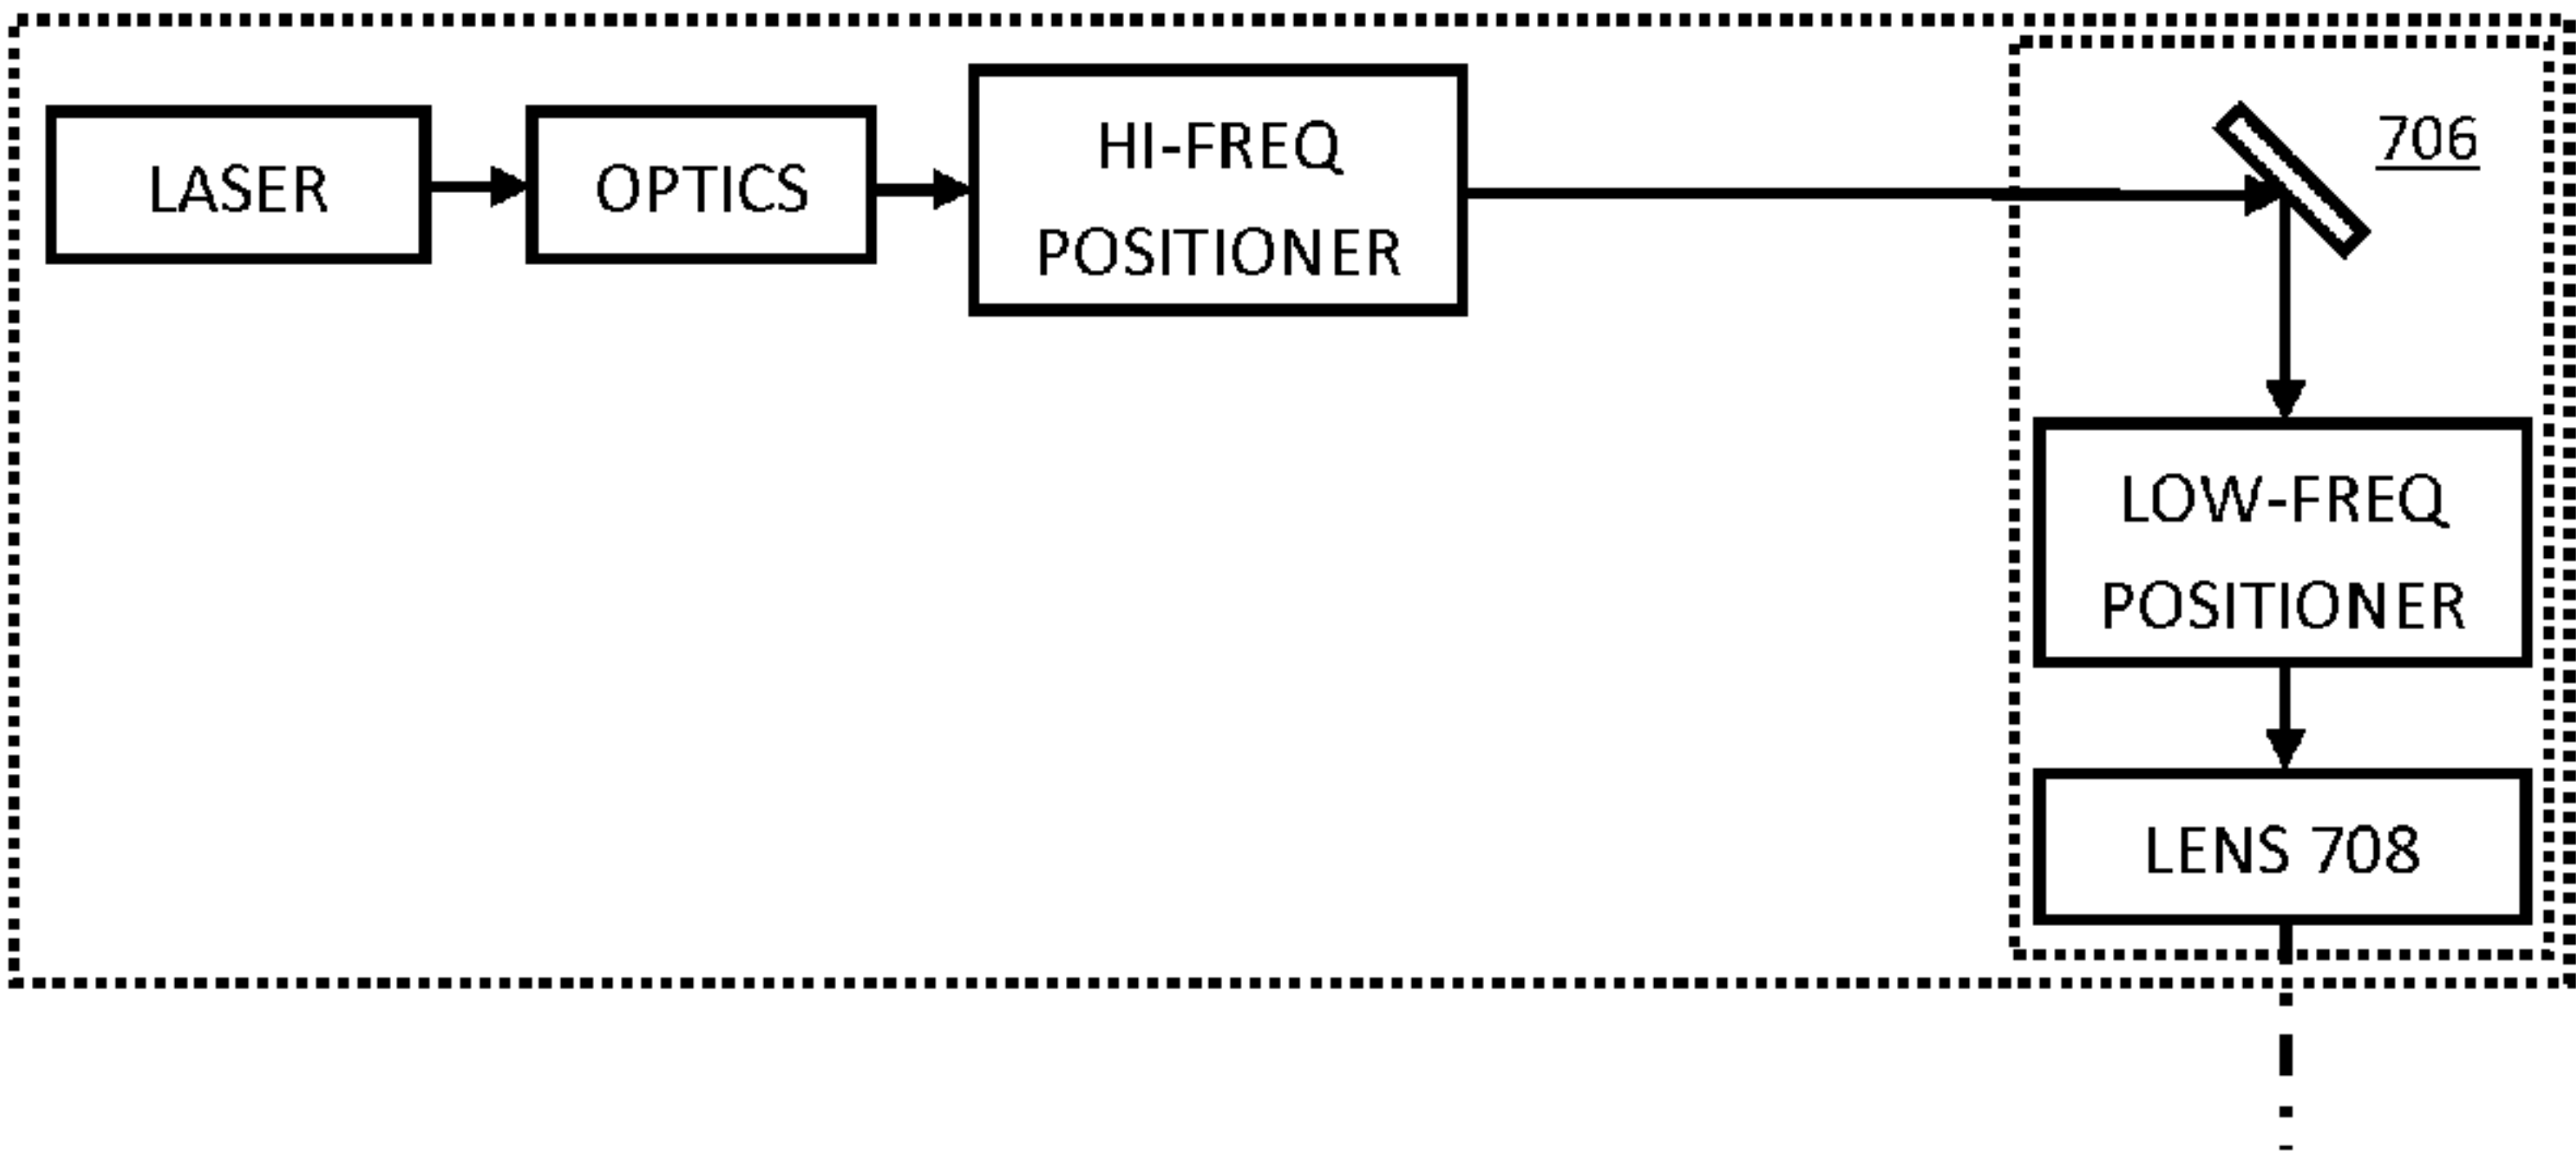 LASER
OPTICS
HI-FREQ
POSITIONER
706
LOW-FREQ
POSITIONER
LENS 708